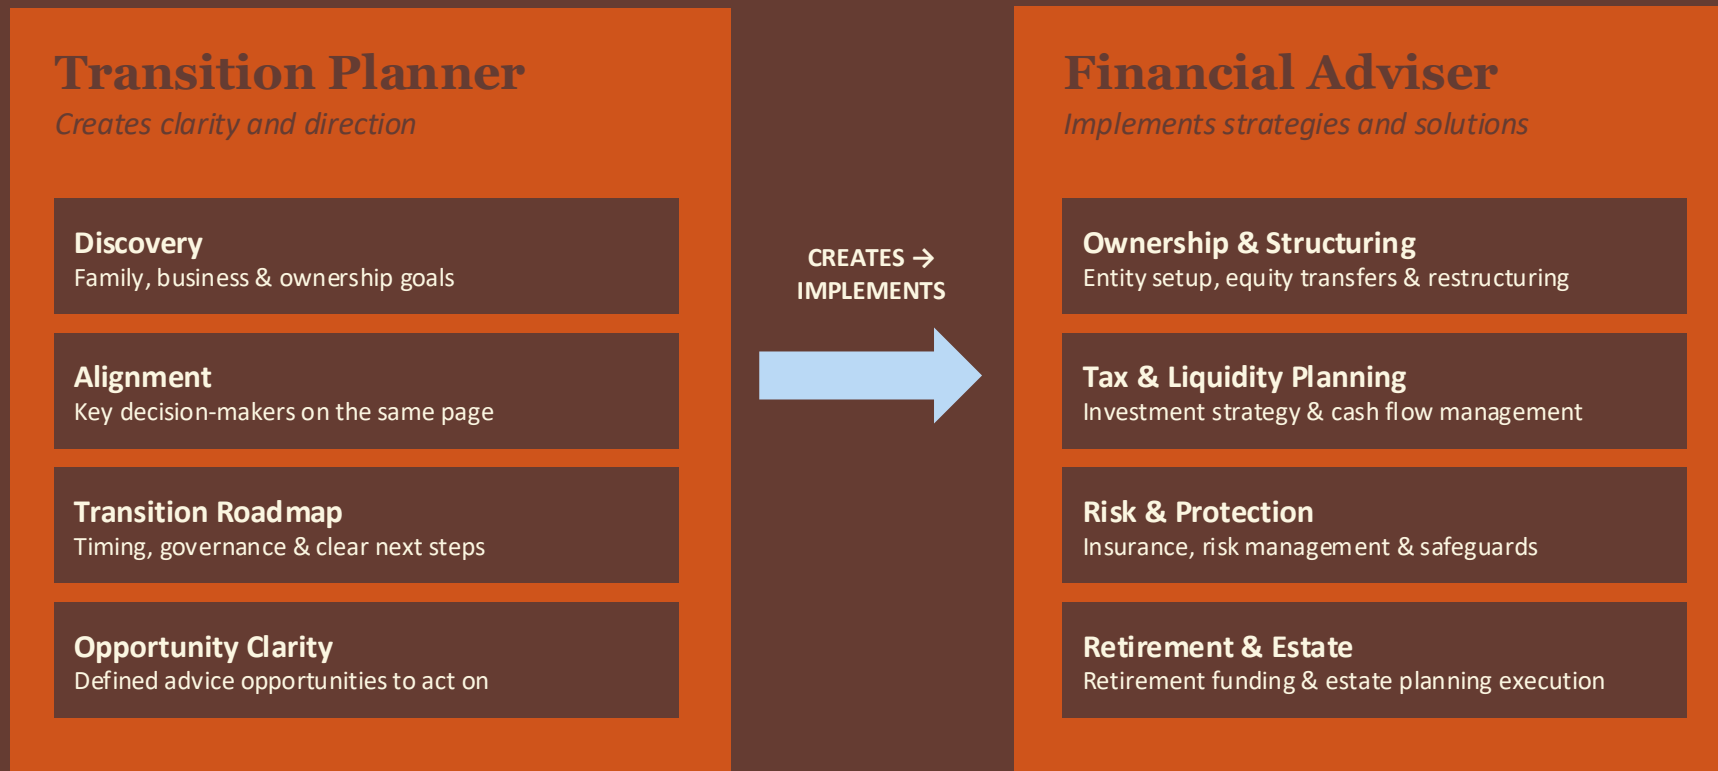 Transition Planner
Creates clarity and direction
Discovery
Family, business & ownership goals
Alignment
Key decision-makers on the same page
Transition Roadmap
Timing, governance & clear next steps
Opportunity Clarity
Defined advice opportunities to act on
CREATES →
IMPLEMENTS
Financial Adviser
Implements strategies and solutions
Ownership & Structuring
Entity setup, equity transfers & restructuring
Tax & Liquidity Planning
Investment strategy & cash flow management
Risk & Protection
Insurance, risk management & safeguards
Retirement & Estate
Retirement funding & estate planning execution